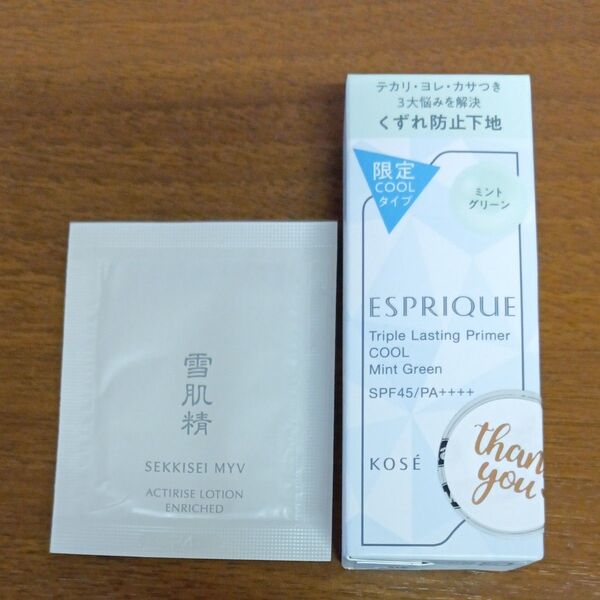 雪
肌
精
SEKKISEI MYV
ACTIRISE LOTION
ENRICHED
テカリ・ヨレ・カサつき
3大悩みを解決
くずれ防止下地
限定
COOL
タイプ
ミント
グリーン
ESPRIQUE
Triple Lasting Primer
COOL
Mint Green
SPF45/PA++++
KOSÉ
thank
you